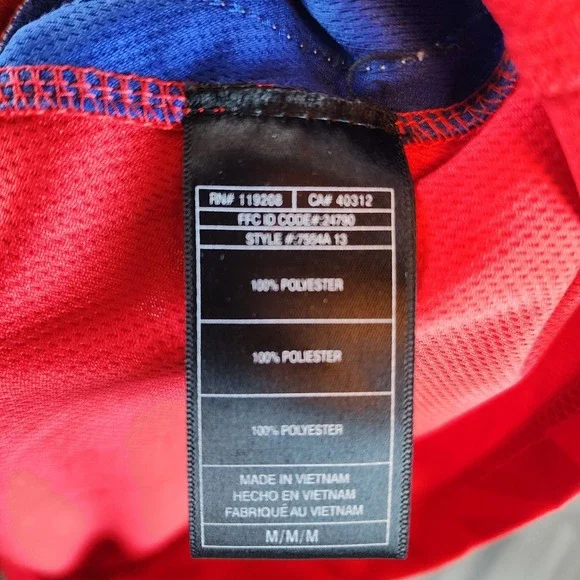 RN# 119208 CA# 40312
FFC ID CODE#:24790
STYLE #:7594A 13
100% POLYESTER
100% POLIESTER
100% POLYESTER
MADE IN VIETNAM
HECHO EN VIETNAM
FABRIQUÉ AU VIETNAM
M/M/M